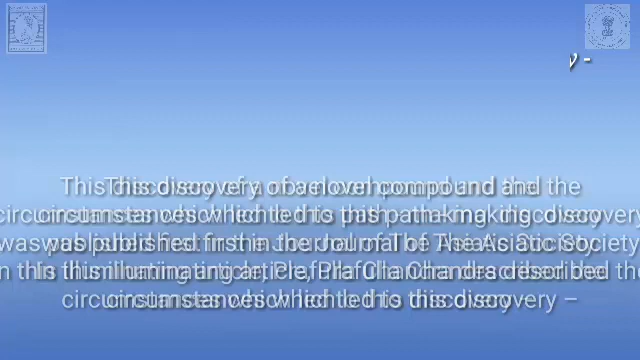 y -
This discovery of a novel compound and the
circumstances which led to this path-making discovery
was published first in the Journal of The Asiatic Society
In this illuminating article, Prafulla Chandra described the
circumstances which led to this discovery –